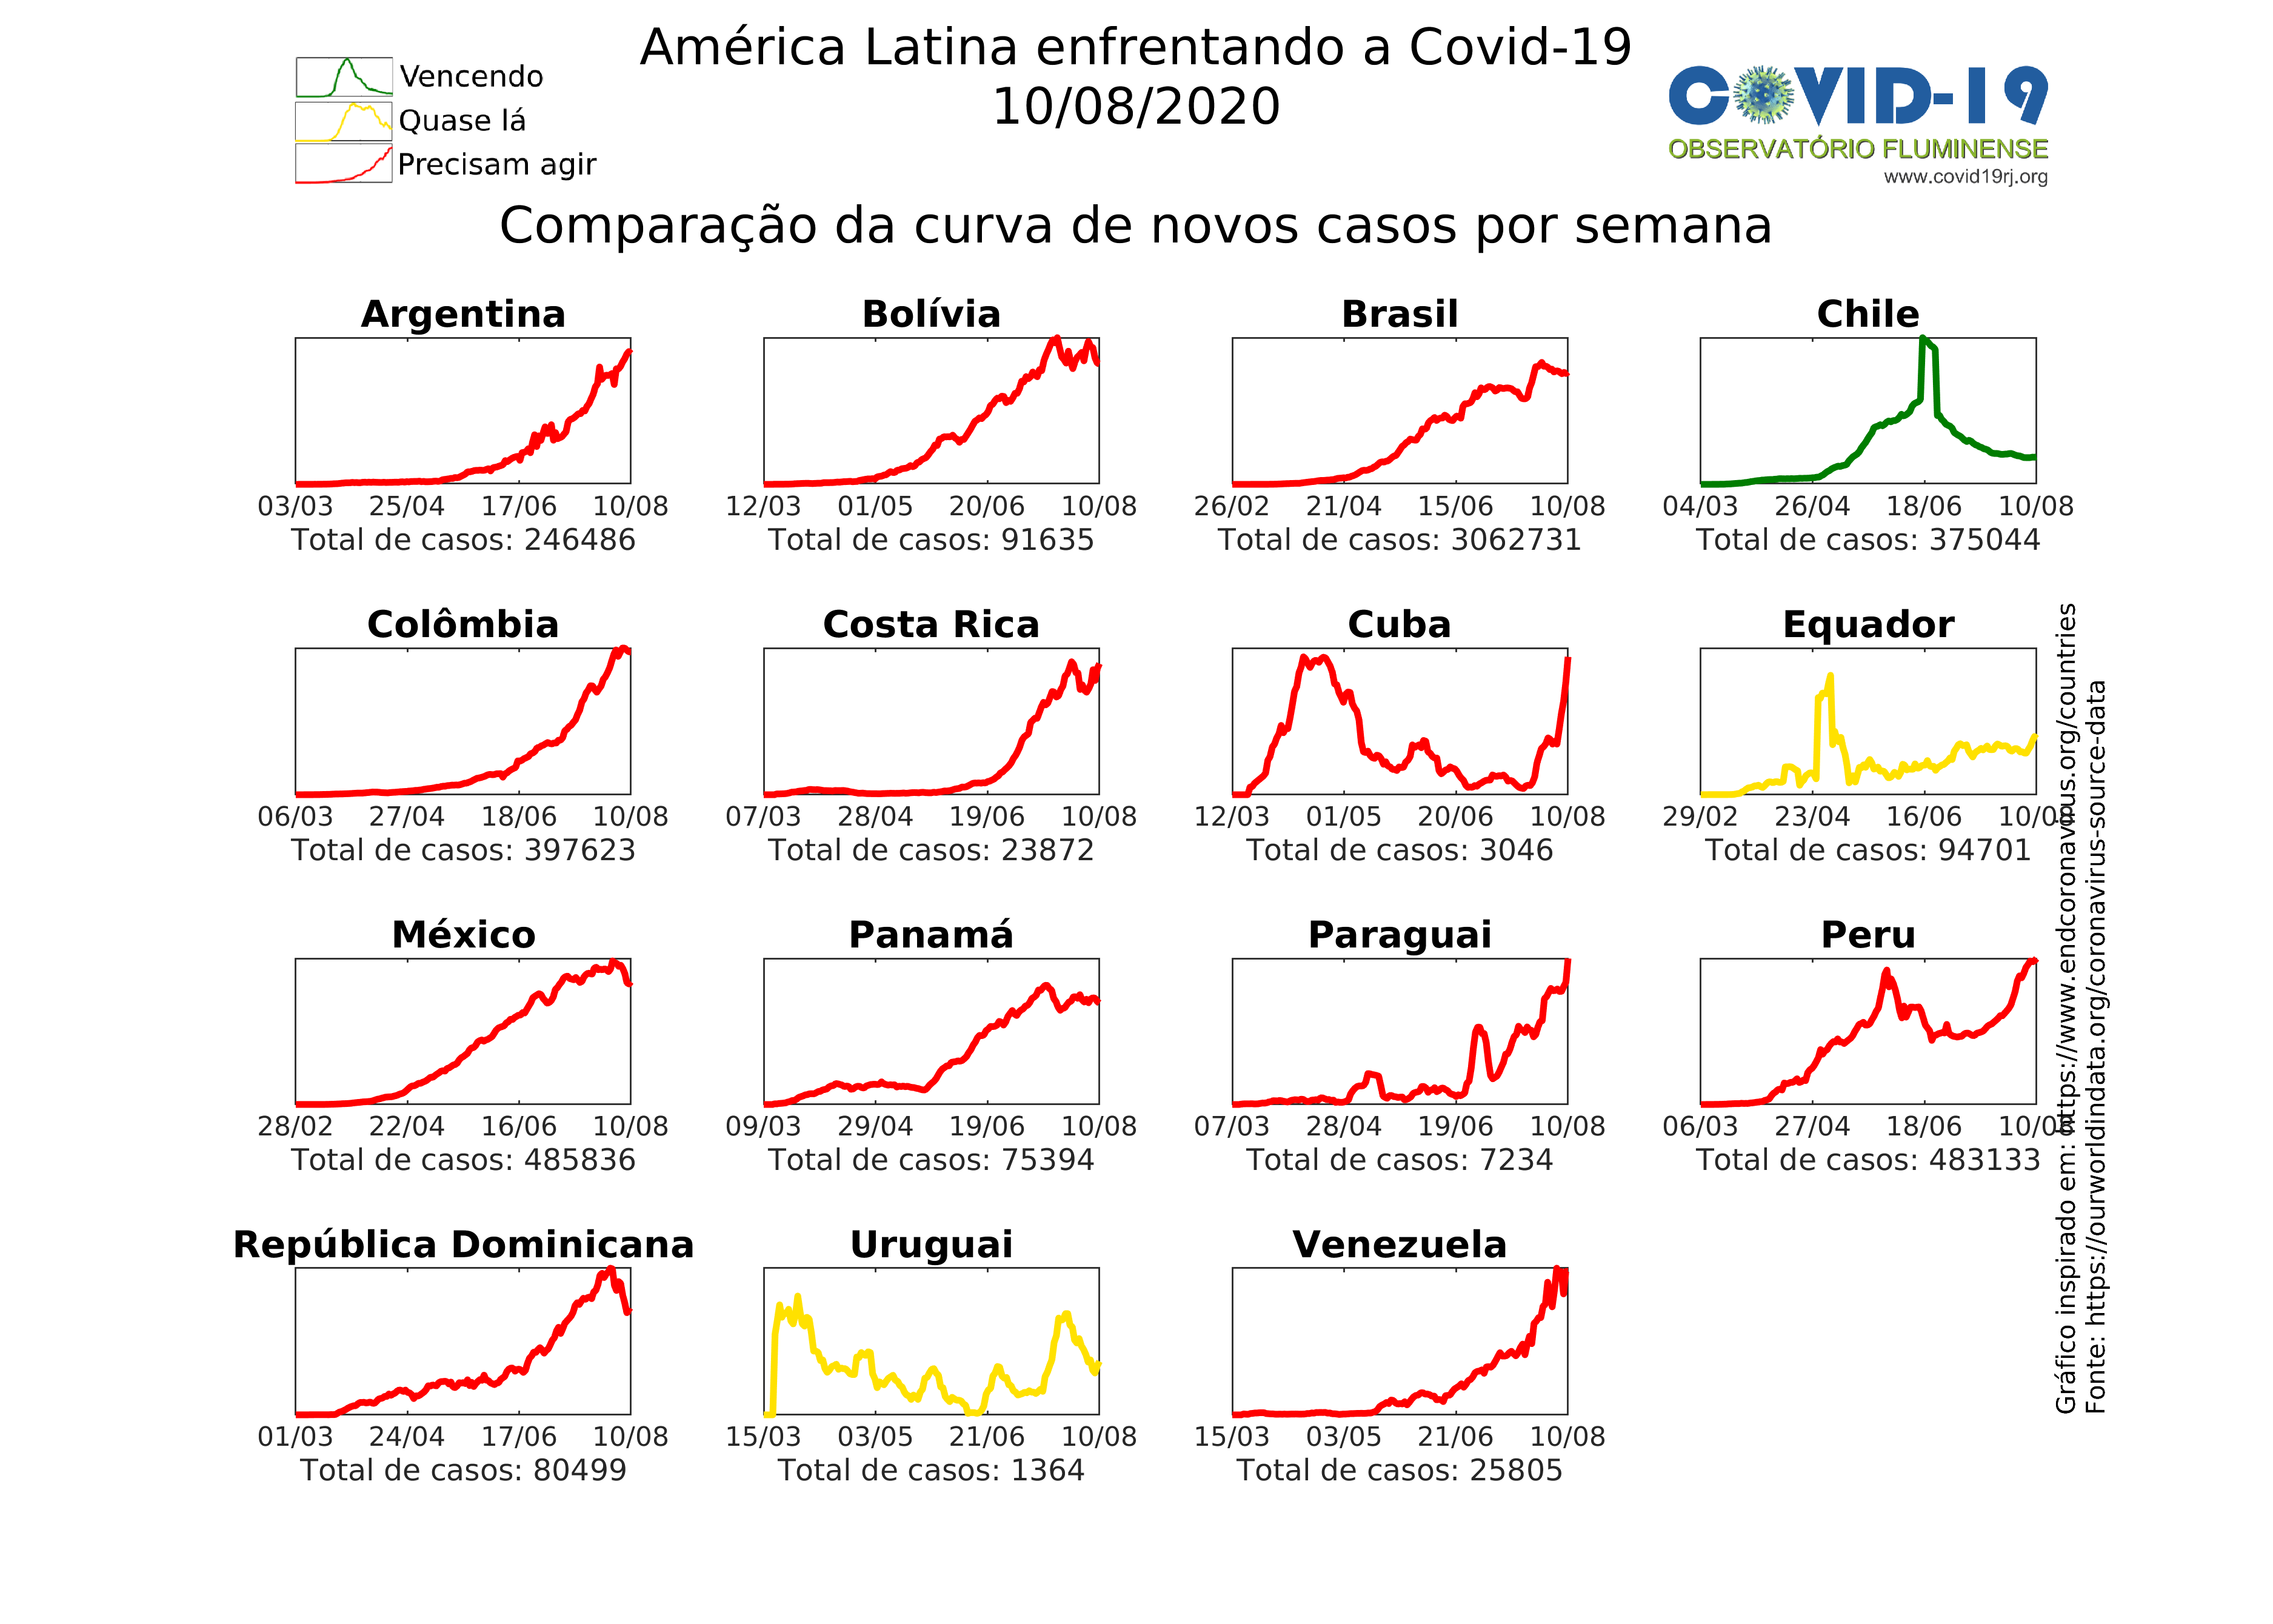 América Latina enfrentando a Covid-19
10/08/2020
Vencendo
Quase lá
Precisam agir
COVID-19
OBSERVATÓRIO FLUMINENSE
www.covid19rj.org
Comparação da curva de novos casos por semana
Argentina
03/03 25/04 17/06 10/08
Total de casos: 246486
Bolívia
12/03 01/05 20/06 10/08
Total de casos: 91635
Brasil
26/02 21/04 15/06 10/08
Total de casos: 3062731
Chile
04/03 26/04 18/06 10/08
Total de casos: 375044
Colômbia
06/03 27/04 18/06 10/08
Total de casos: 397623
Costa Rica
07/03 28/04 19/06 10/08
Total de casos: 23872
Cuba
12/03 01/05 20/06 10/08
Total de casos: 3046
Equador
29/02 23/04 16/06 10/08
Total de casos: 94701
México
28/02 22/04 16/06 10/08
Total de casos: 485836
Panamá
09/03 29/04 19/06 10/08
Total de casos: 75394
Paraguai
07/03 28/04 19/06 10/08
Total de casos: 7234
Peru
06/03 27/04 18/06 10/08
Total de casos: 483133
República Dominicana
01/03 24/04 17/06 10/08
Total de casos: 80499
Uruguai
15/03 03/05 21/06 10/08
Total de casos: 1364
Venezuela
15/03 03/05 21/06 10/08
Total de casos: 25805
Gráfico inspirado em: https://www.endcoronavirus.org/countries
Fonte: https://ourworldindata.org/coronavirus-source-data